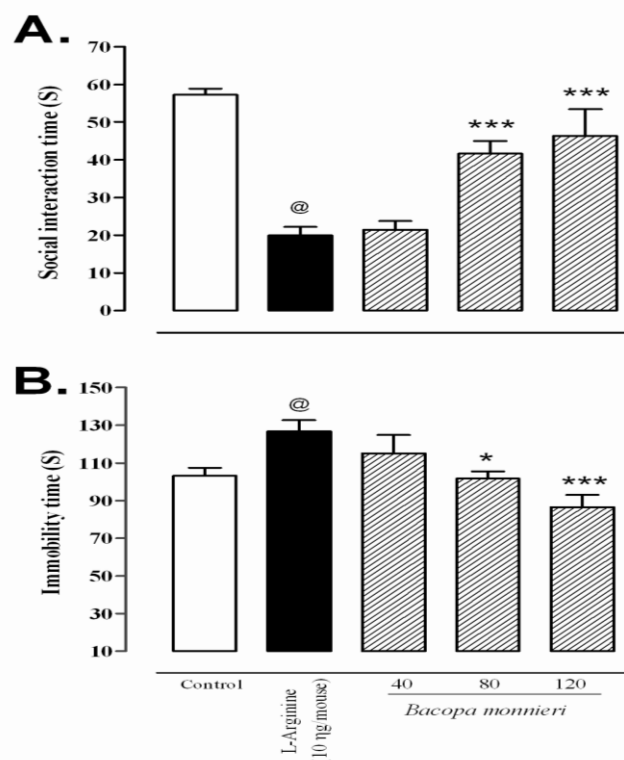 A.
Social interaction time (S)
70
60
50
40
30
20
10
0
@
***
***
B.
Immobility time (S)
150
130
110
90
70
50
30
10
@
*
***
Control
L-Arginine
10 ηg/mouse)
40 80 120
Bacopa monnieri